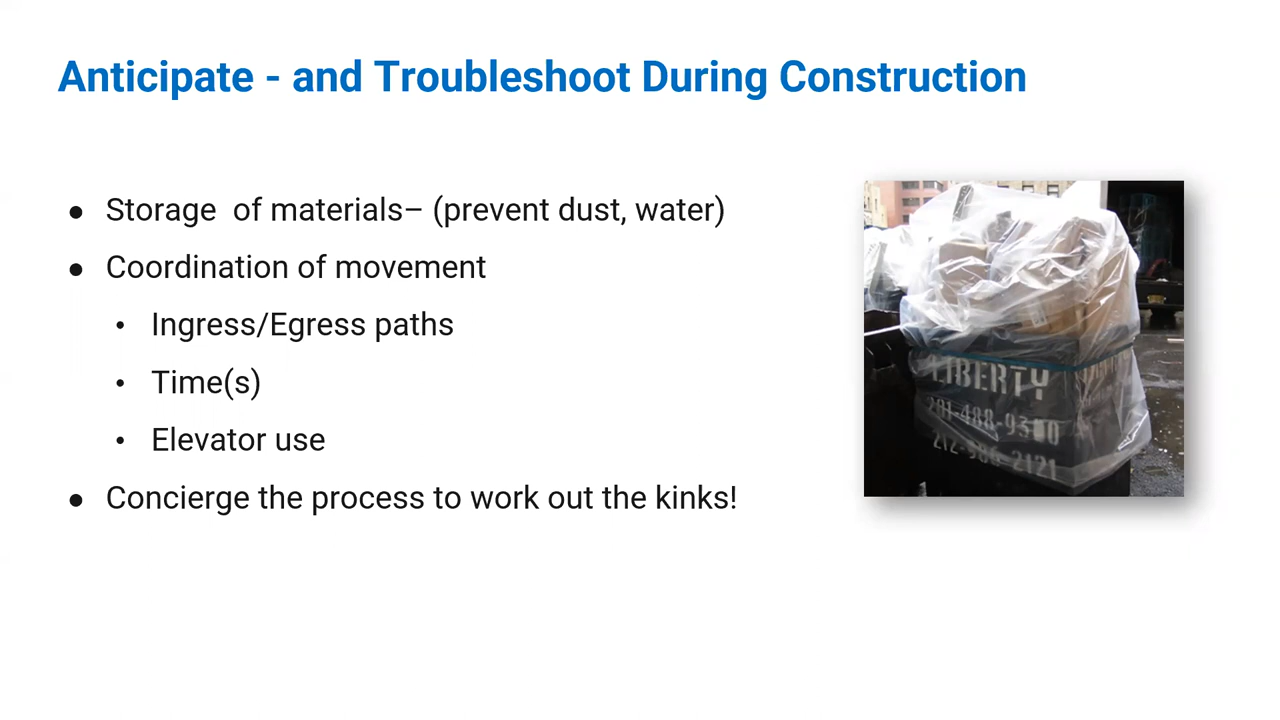 Anticipate - and Troubleshoot During Construction
● Storage  of materials– (prevent dust, water)
● Coordination of movement
• Ingress/Egress paths
• Time(s)
• Elevator use
● Concierge the process to work out the kinks!
LIBERTY